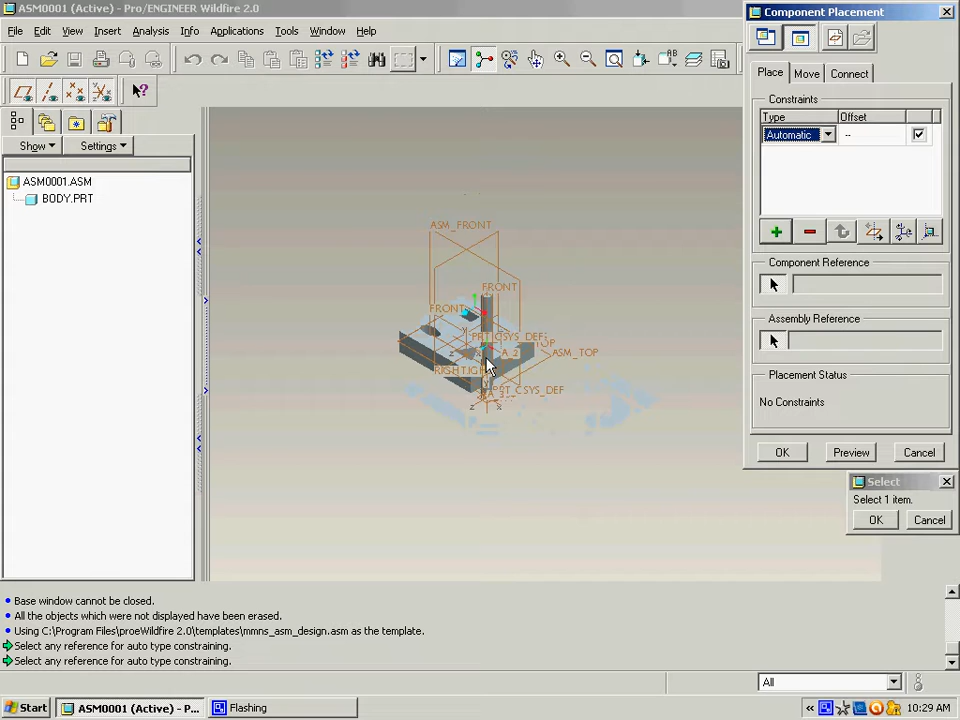 ASM0001 (Active) - Pro/ENGINEER Wildfire 2.0
File Edit View Insert Analysis Info Applications Tools Window Help
Show Settings
ASM0001.ASM
BODY.PRT
ASM_FRONT
FRONT
FRONT
PRT_CSYS_DEF
TOP
A_2
ASM_TOP
PRT_CSYS_DEF
z
x
Component Placement
Place Move Connect
Constraints
Type Offset
Automatic --
Component Reference
Assembly Reference
Placement Status
No Constraints
OK Preview Cancel
Select
Select 1 item.
OK Cancel
Base window cannot be closed.
All the objects which were not displayed have been erased.
Using C:\Program Files\proeWildfire 2.0\templates\mmns_asm_design.asm as the template.
Select any reference for auto type constraining.
Select any reference for auto type constraining.
All
Start ASM0001 (Active) - P... Flashing 10:29 AM